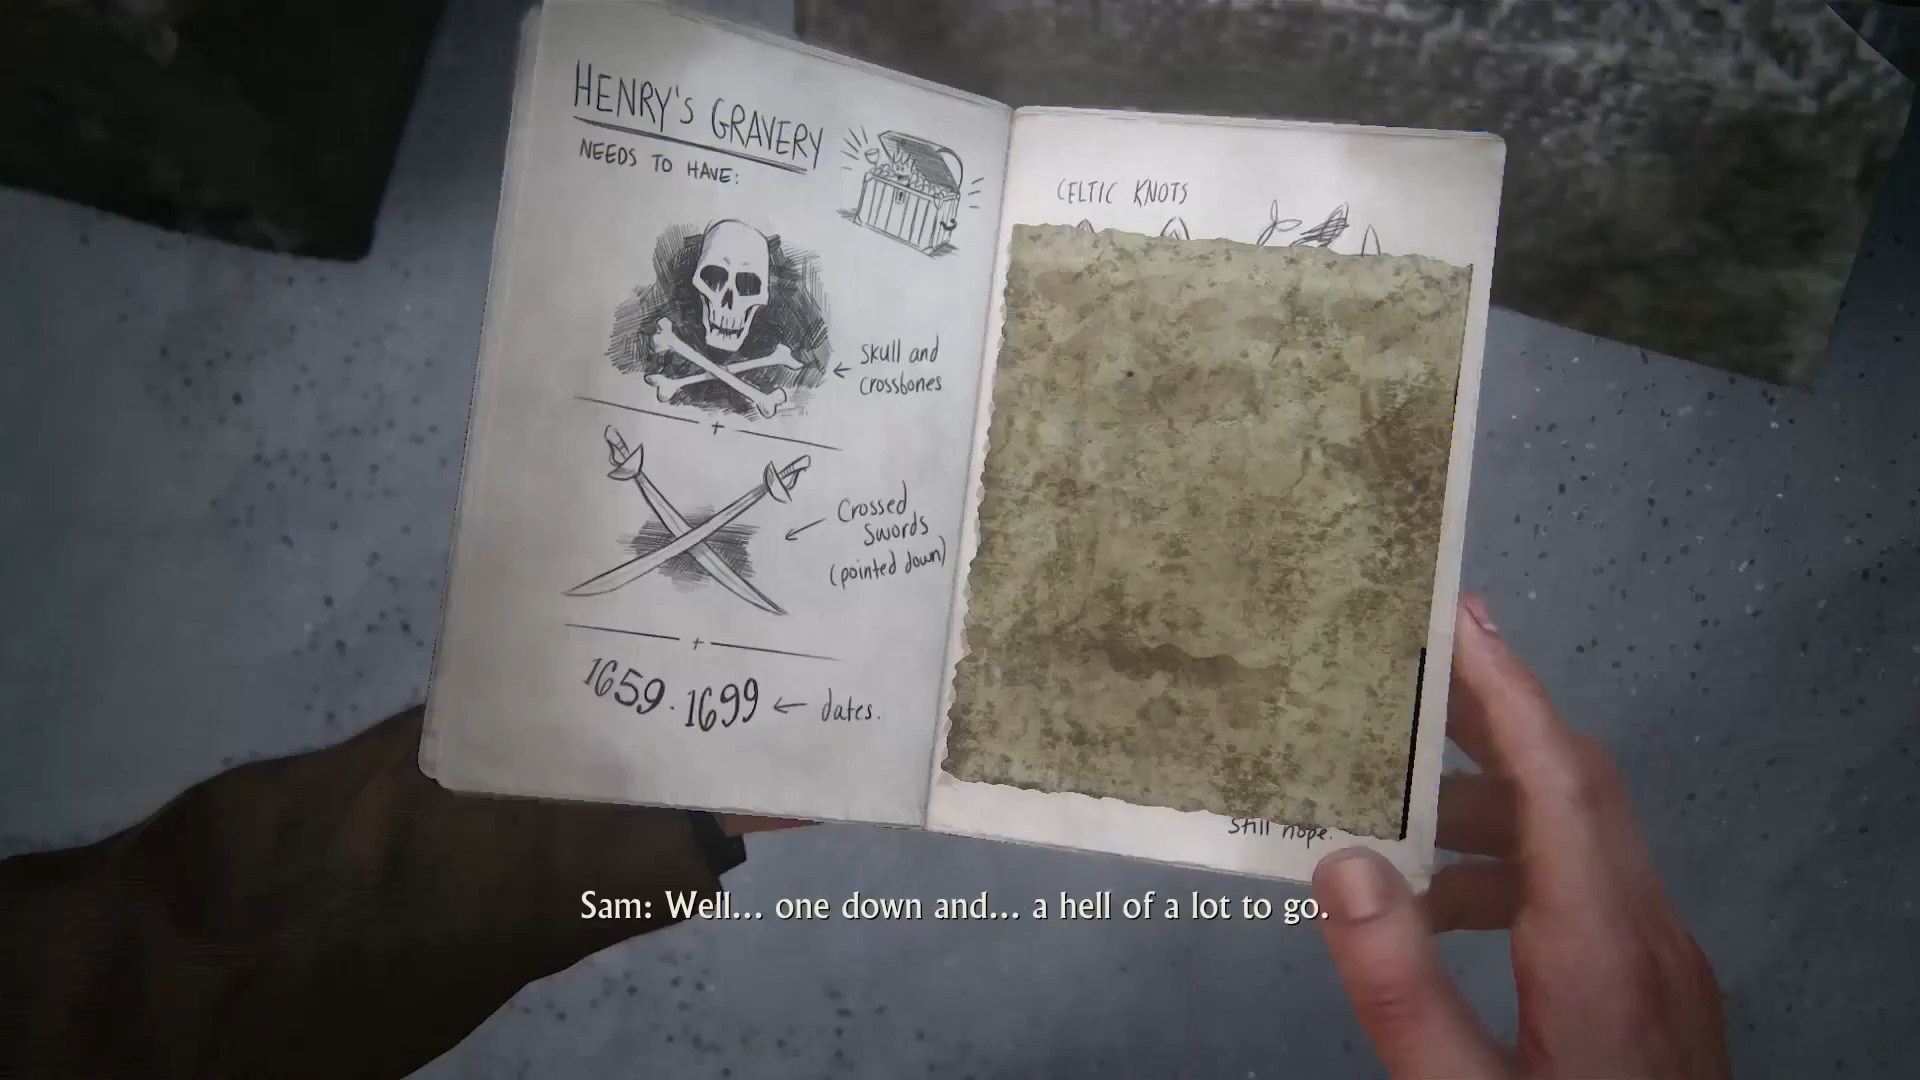 HENRY'S GRAVERY
NEEDS TO HAVE:
Skull and
Crossbones
+
Crossed
Swords
(pointed down)
+
1659 - 1699 ← dates.
CELTIC KNOTS
Still nope.
Sam: Well... one down and... a hell of a lot to go.